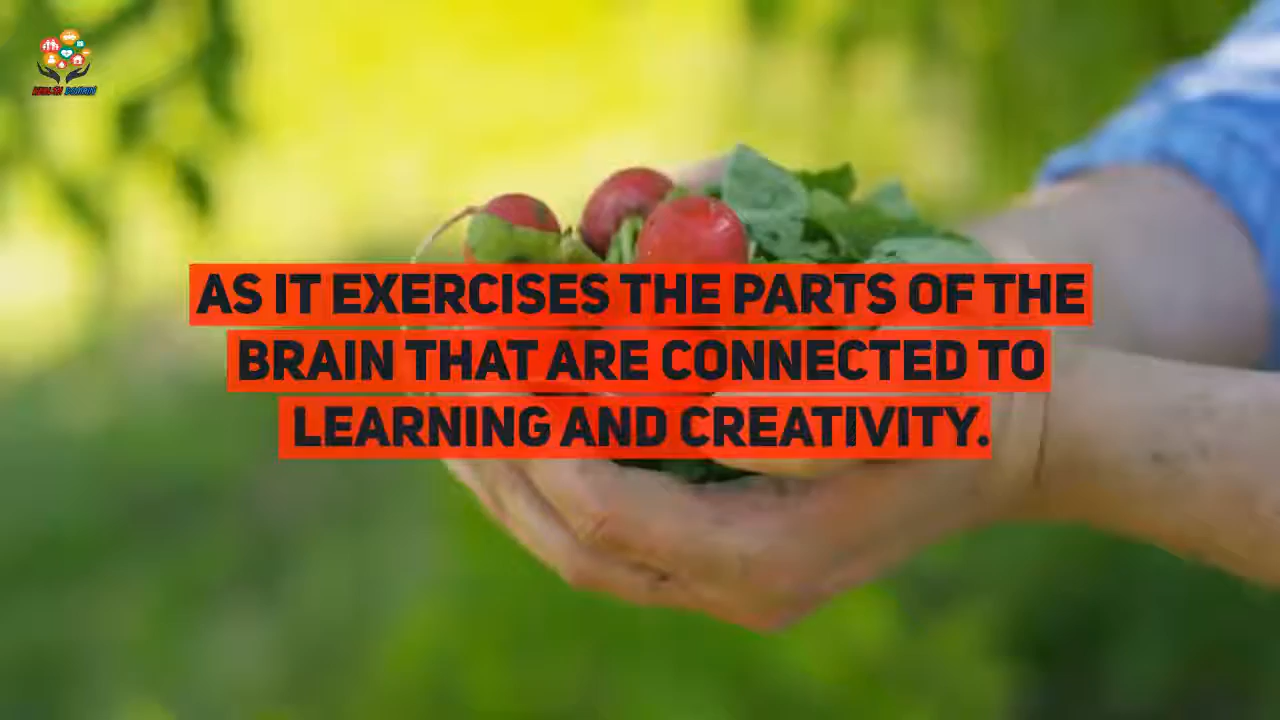 AS IT EXERCISES THE PARTS OF THE
BRAIN THAT ARE CONNECTED TO
LEARNING AND CREATIVITY.